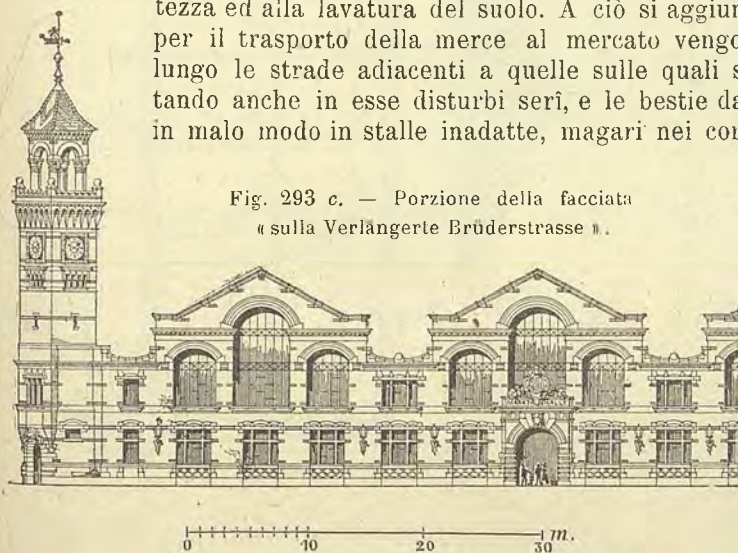 tezza ed alla lavatura del suolo. A ciò si aggiun
per il trasporto della merce al mercato vengo
lungo le strade adiacenti a quelle sulle quali s
tando anche in esse disturbi serî, e le bestie da
in malo modo in stalle inadatte, magari nei cor
Fig. 293 c. — Porzione della facciata
« sulla Verlängerte Brüderstrasse ».
0 10 20 30 m.